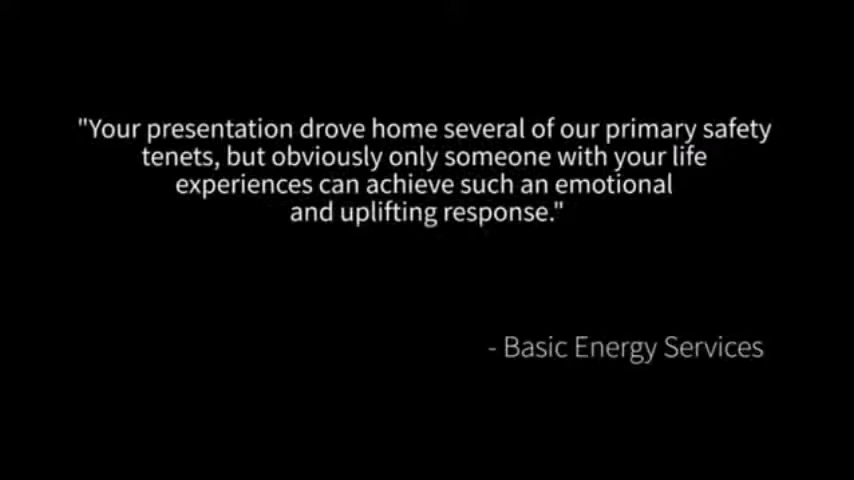 "Your presentation drove home several of our primary safety
tenets, but obviously only someone with your life
experiences can achieve such an emotional
and uplifting response."
- Basic Energy Services